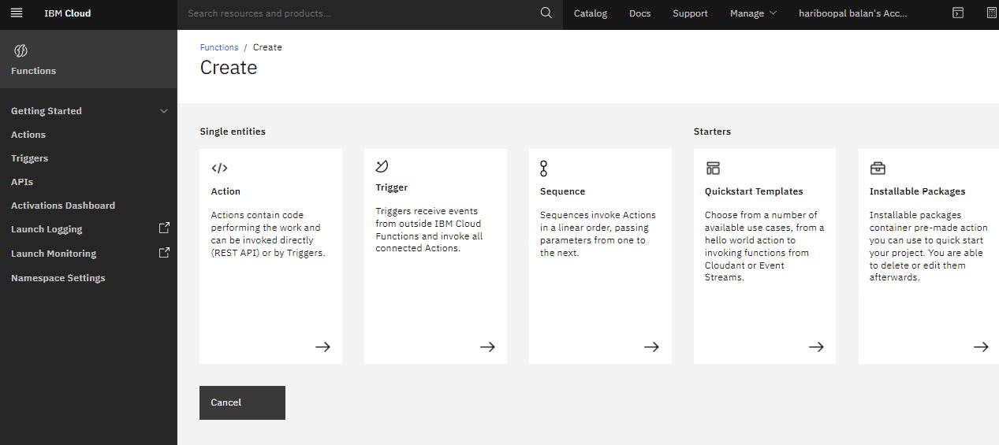 IBM Cloud
Search resources and products...
Catalog
Docs
Support
Manage
hariboopal balan's Acc...
Functions
Getting Started
Actions
Triggers
APIs
Activations Dashboard
Launch Logging
Launch Monitoring
Namespace Settings
Functions / Create
Create
Single entities
Action
Actions contain code
performing the work and
can be invoked directly
(REST API) or by Triggers.
Trigger
Triggers receive events
from outside IBM Cloud
Functions and invoke all
connected Actions.
Sequence
Sequences invoke Actions
in a linear order, passing
parameters from one to
the next.
Starters
Quickstart Templates
Choose from a number of
available use cases, from a
hello world action to
invoking functions from
Cloudant or Event
Streams.
Installable Packages
Installable packages
container pre-made action
you can use to quick start
your project. You are able
to delete or edit them
afterwards.
Cancel